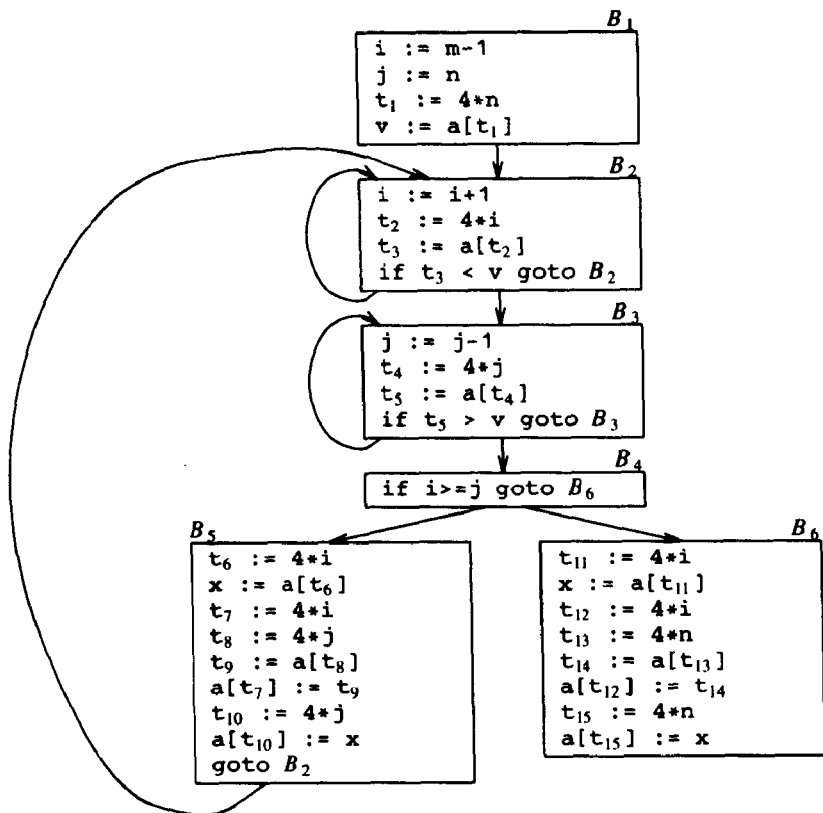 B₁
i := m-1
j := n
t₁ := 4*n
v := a[t₁]
B₂
i := i+1
t₂ := 4*i
t₃ := a[t₂]
if t₃ < v goto B₂
B₃
j := j-1
t₄ := 4*j
t₅ := a[t₄]
if t₅ > v goto B₃
B₄
if i>=j goto B₆
B₅
t₆ := 4*i
x := a[t₆]
t₇ := 4*i
t₈ := 4*j
t₉ := a[t₈]
a[t₇] := t₉
t₁₀ := 4*j
a[t₁₀] := x
goto B₂
B₆
t₁₁ := 4*i
x := a[t₁₁]
t₁₂ := 4*i
t₁₃ := 4*n
t₁₄ := a[t₁₃]
a[t₁₂] := t₁₄
t₁₅ := 4*n
a[t₁₅] := x